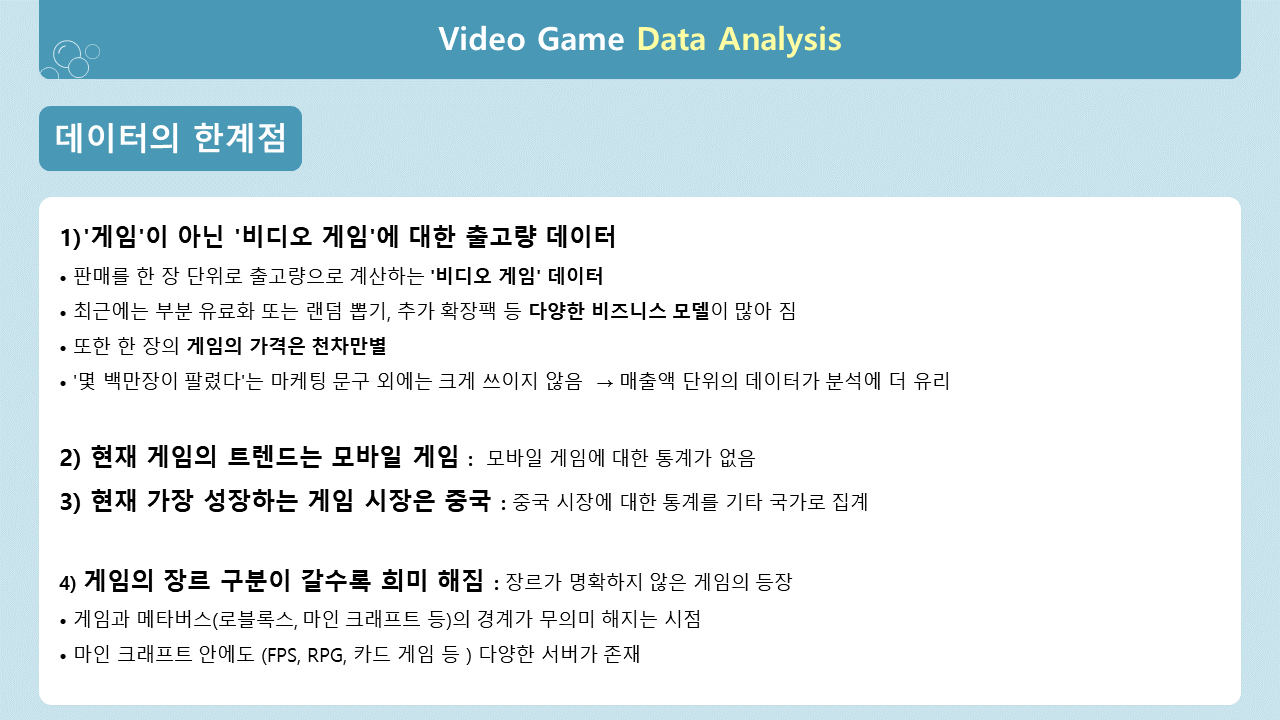 Video Game Data Analysis
데이터의 한계점
1)'게임'이 아닌 '비디오 게임'에 대한 출고량 데이터
• 판매를 한 장 단위로 출고량으로 계산하는 '비디오 게임' 데이터
• 최근에는 부분 유료화 또는 랜덤 뽑기, 추가 확장팩 등 다양한 비즈니스 모델이 많아 짐
• 또한 한 장의 게임의 가격은 천차만별
• '몇 백만장이 팔렸다'는 마케팅 문구 외에는 크게 쓰이지 않음 → 매출액 단위의 데이터가 분석에 더 유리
2) 현재 게임의 트렌드는 모바일 게임 : 모바일 게임에 대한 통계가 없음
3) 현재 가장 성장하는 게임 시장은 중국 : 중국 시장에 대한 통계를 기타 국가로 집계
4) 게임의 장르 구분이 갈수록 희미 해짐 : 장르가 명확하지 않은 게임의 등장
• 게임과 메타버스(로블록스, 마인 크래프트 등)의 경계가 무의미 해지는 시점
• 마인 크래프트 안에도 (FPS, RPG, 카드 게임 등 ) 다양한 서버가 존재